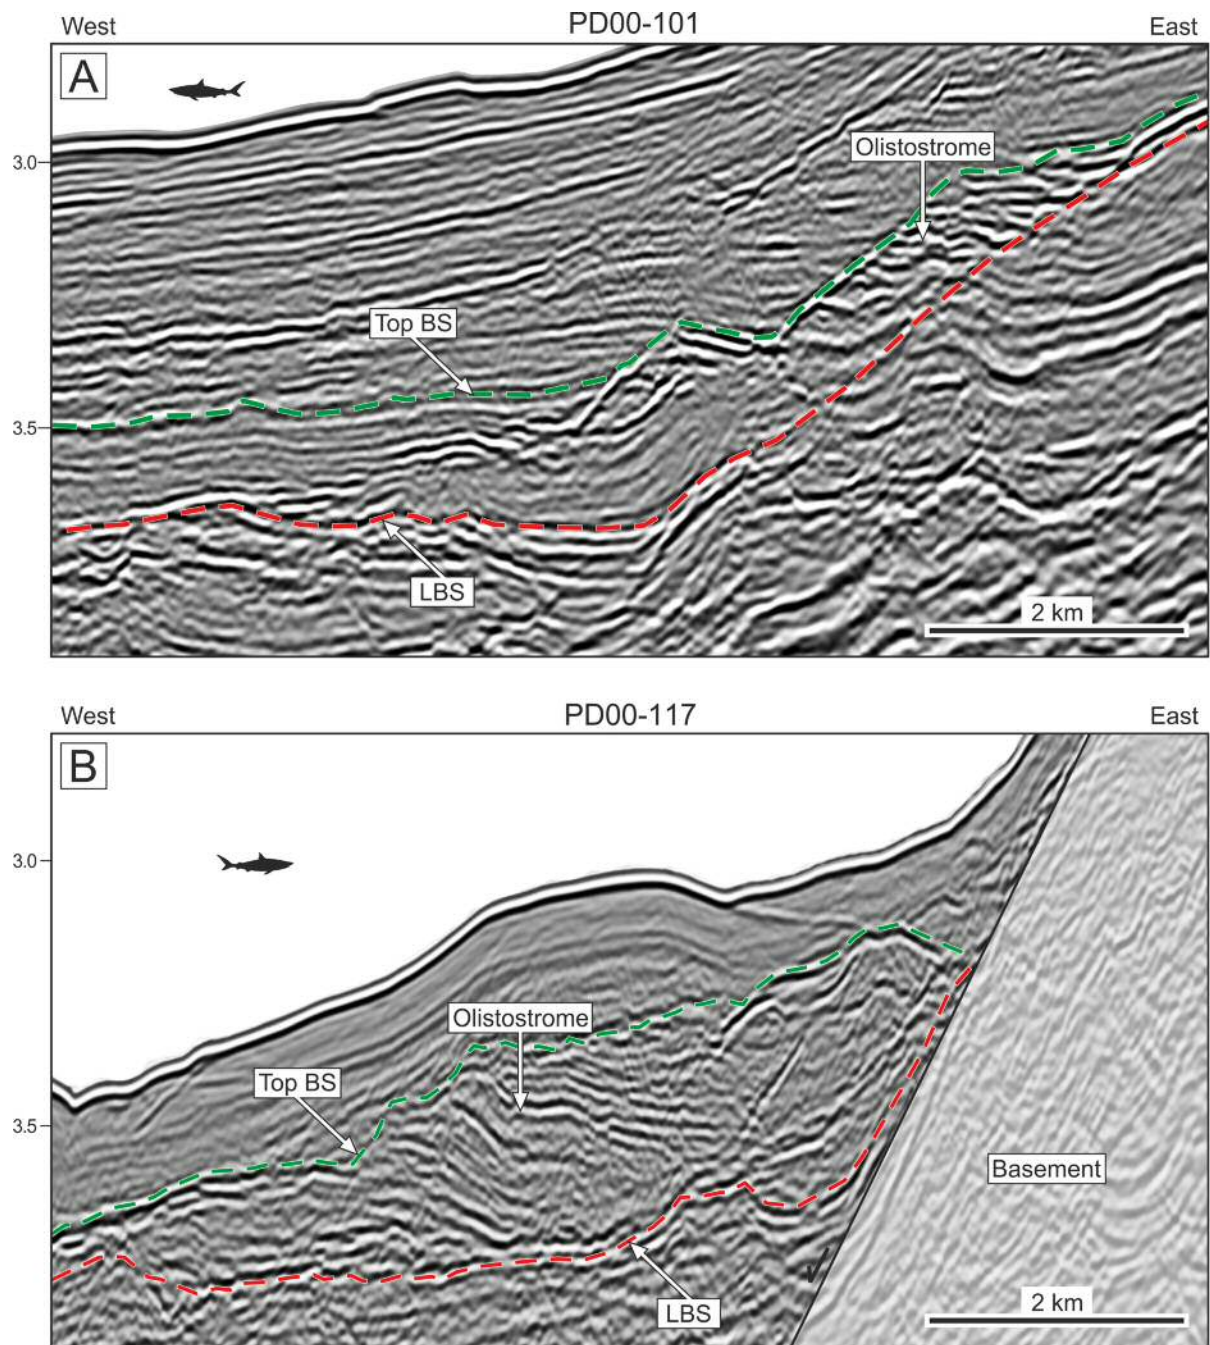 West PD00-101 East
A
3.0
Olistostrome
Top BS
3.5
LBS
2 km
West PD00-117 East
B
3.0
Olistostrome
Top BS
3.5
Basement
LBS
2 km